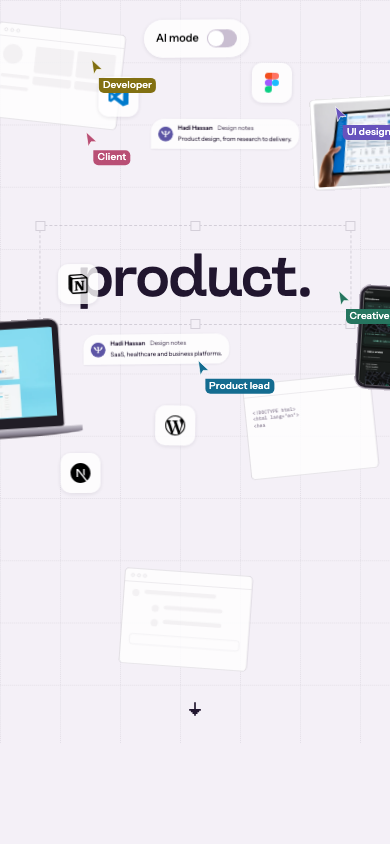 AI mode
Developer
Hadi Hassan Design notes
Product design, from research to delivery.
UI design
Client
product.
Creative
Hadi Hassan Design notes
SaaS, healthcare and business platforms.
Product lead
<!DOCTYPE html>
<html lang="en">
<hea